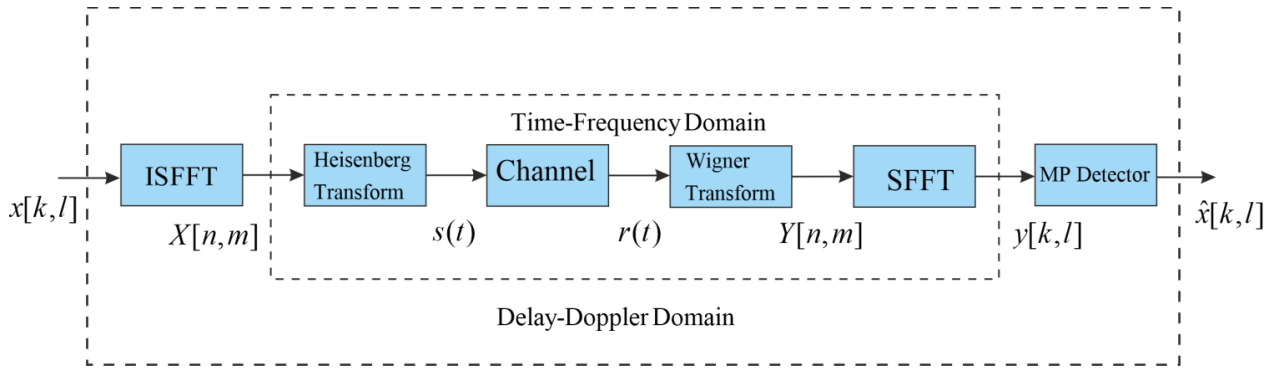 Time-Frequency Domain
ISFFT
Heisenberg
Transform
Channel
Wigner
Transform
SFFT
MP Detector
x[k,l]
X[n,m]
s(t)
r(t)
Y[n,m]
y[k,l]
x̂[k,l]
Delay-Doppler Domain